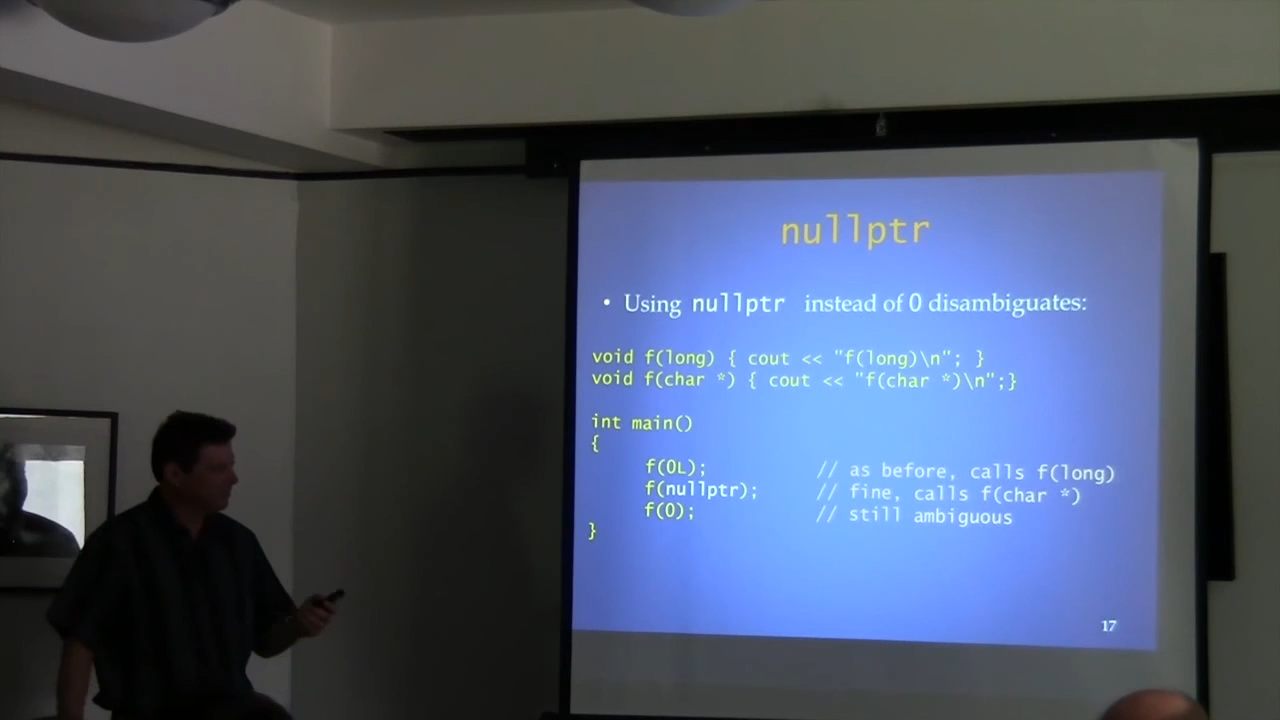 nullptr
• Using nullptr instead of 0 disambiguates:
void f(long) { cout << "f(long)\n"; }
void f(char *) { cout << "f(char *)\n";}
int main()
{
f(0L); // as before, calls f(long)
f(nullptr); // fine, calls f(char *)
f(0); // still ambiguous
}
17